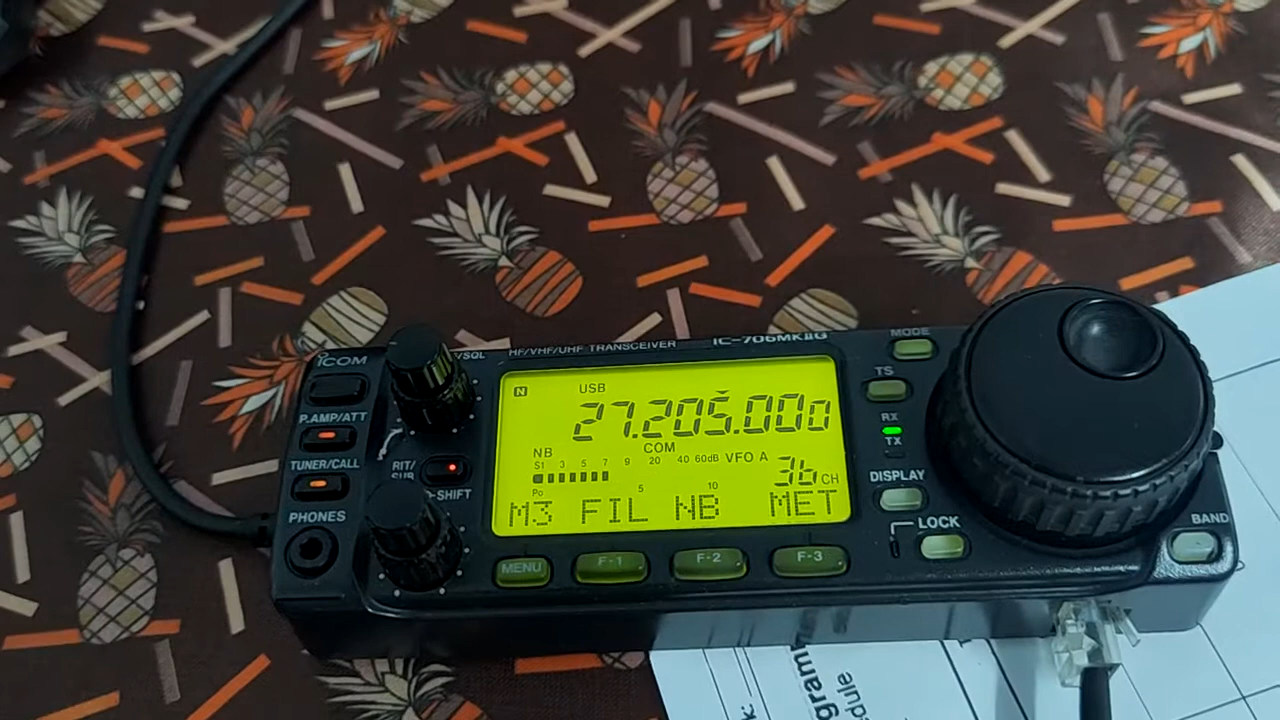 ICOM
HF/VHF/UHF TRANSCEIVER
IC-706MKIIG
MODE
TS
P.AMP/ATT
TUNER/CALL
PHONES
RIT/
SUB
-SHIFT
N
USB
27.205.000
NB
COM
S1 3 5 7 9 20 40 60dB VFO A
36 CH
Po 5 10
M3 FIL NB MET
MENU
F-1
F-2
F-3
RX
TX
DISPLAY
LOCK
BAND